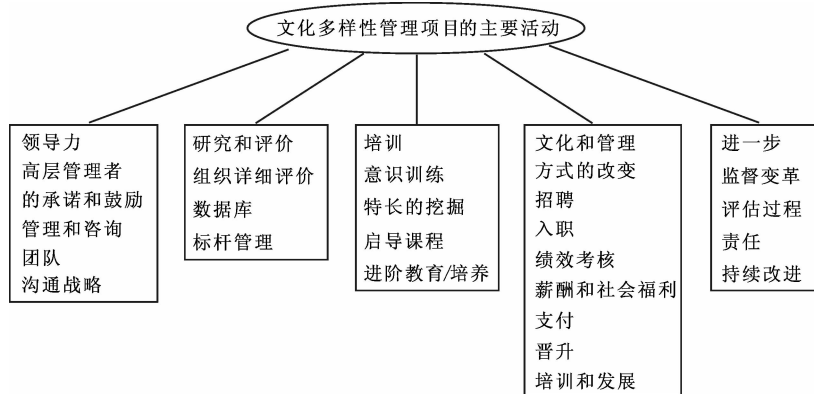 文化多样性管理项目的主要活动
领导力
高层管理者
的承诺和鼓励
管理和咨询
团队
沟通战略
研究和评价
组织详细评价
数据库
标杆管理
培训
意识训练
特长的挖掘
启导课程
进阶教育/培养
文化和管理
方式的改变
招聘
入职
绩效考核
薪酬和社会福利
支付
晋升
培训和发展
进一步
监督变革
评估过程
责任
持续改进